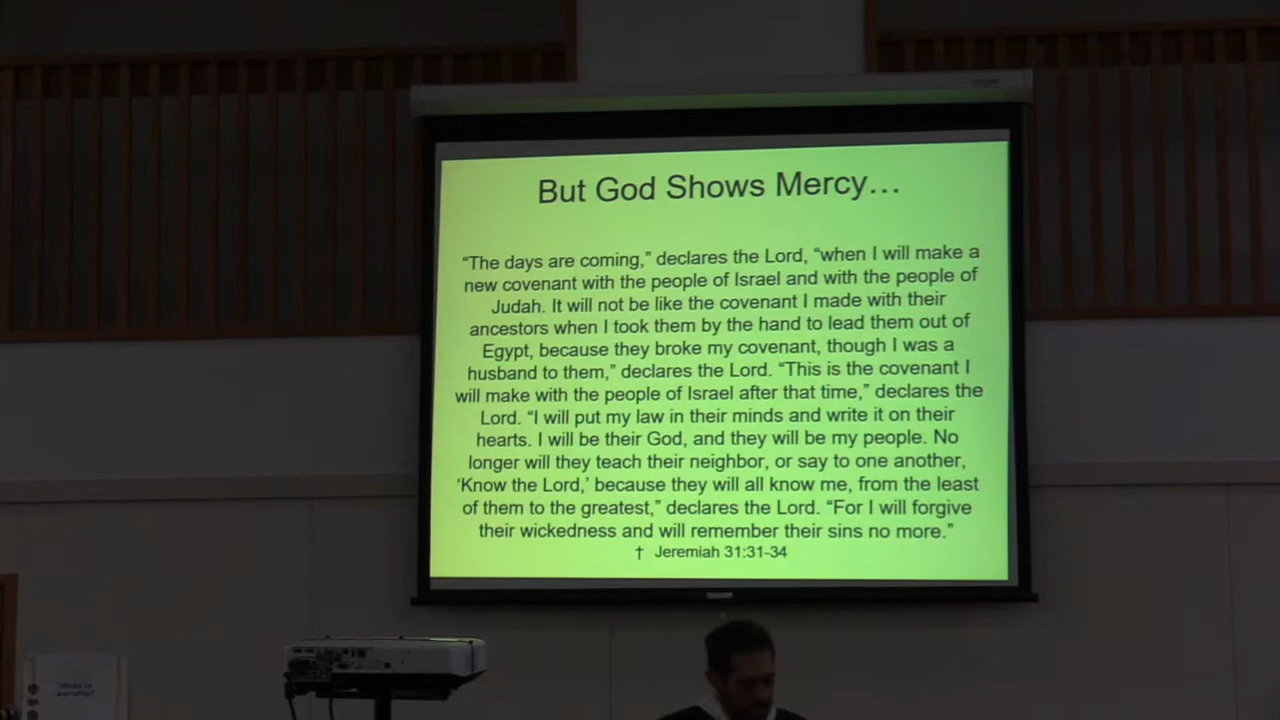 But God Shows Mercy…
“The days are coming,” declares the Lord, “when I will make a
new covenant with the people of Israel and with the people of
Judah. It will not be like the covenant I made with their
ancestors when I took them by the hand to lead them out of
Egypt, because they broke my covenant, though I was a
husband to them,” declares the Lord. “This is the covenant I
will make with the people of Israel after that time,” declares the
Lord. “I will put my law in their minds and write it on their
hearts. I will be their God, and they will be my people. No
longer will they teach their neighbor, or say to one another,
‘Know the Lord,’ because they will all know me, from the least
of them to the greatest,” declares the Lord. “For I will forgive
their wickedness and will remember their sins no more.”
† Jeremiah 31:31-34
What is
worship?